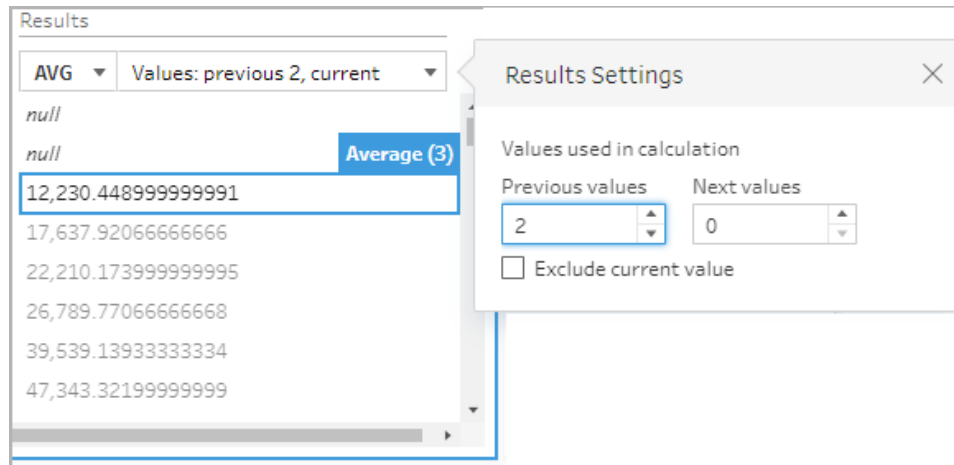 Results
AVG Values: previous 2, current
null
null
Average (3)
12,230.448999999991
17,637.92066666666
22,210.173999999995
26,789.77066666668
39,539.13933333334
47,343.32199999999
Results Settings
Values used in calculation
Previous values Next values
2 0
Exclude current value